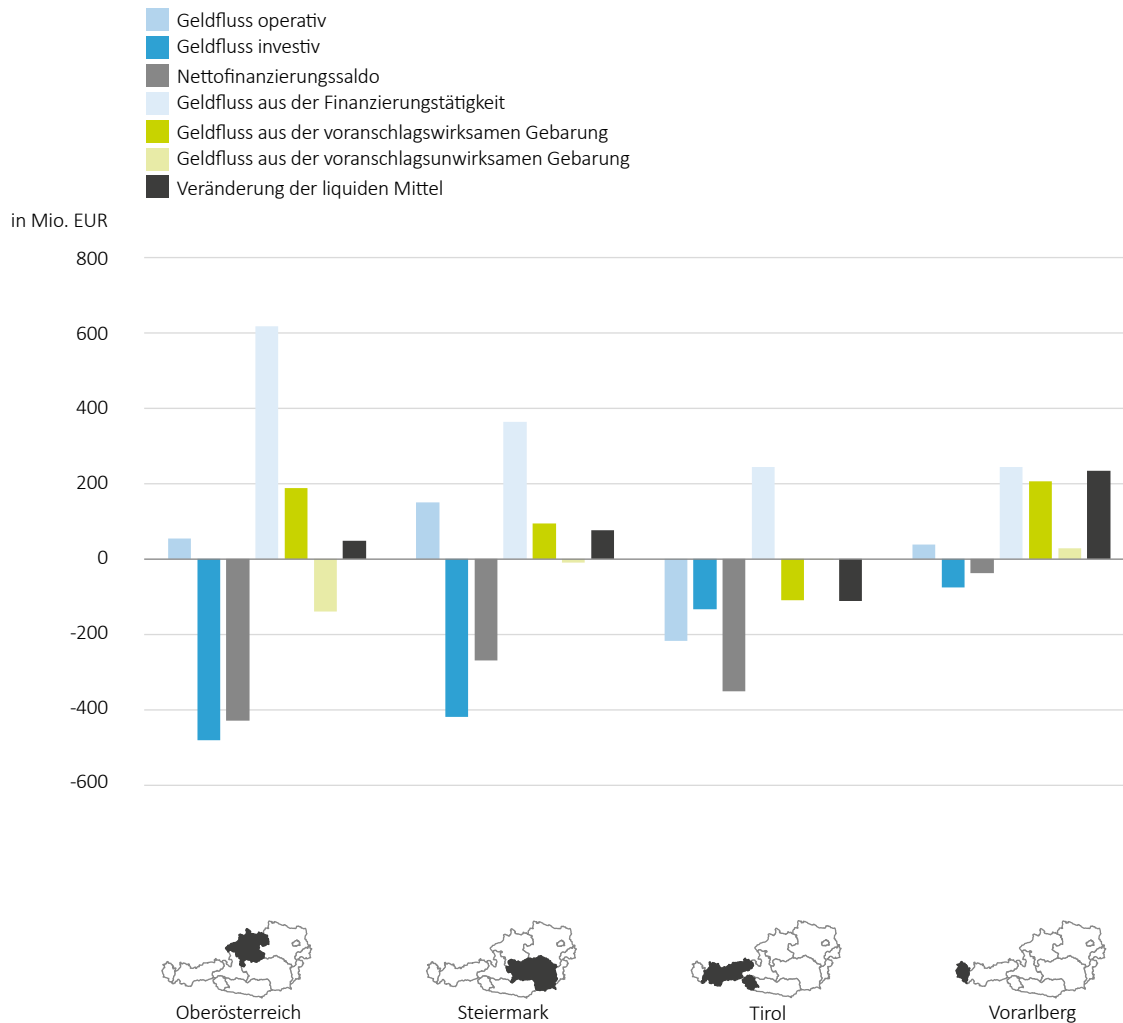 Geldfluss operativ
Geldfluss investiv
Nettofinanzierungssaldo
Geldfluss aus der Finanzierungstätigkeit
Geldfluss aus der voranschlagswirksamen Gebarung
Geldfluss aus der voranschlagsunwirksamen Gebarung
Veränderung der liquiden Mittel
in Mio. EUR
800
600
400
200
0
-200
-400
-600
Oberösterreich
Steiermark
Tirol
Vorarlberg